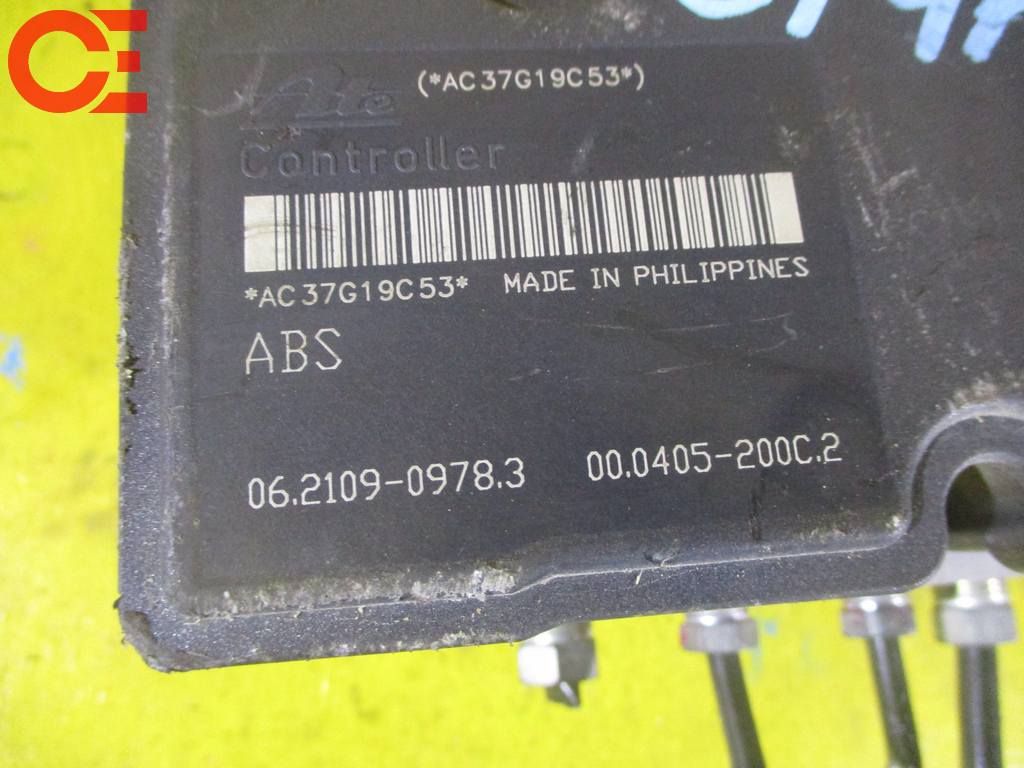 (*AC37G19C53*)
Ate
Controller
*AC37G19C53* MADE IN PHILIPPINES
ABS
06.2109-0978.3 00.0405-200C.2